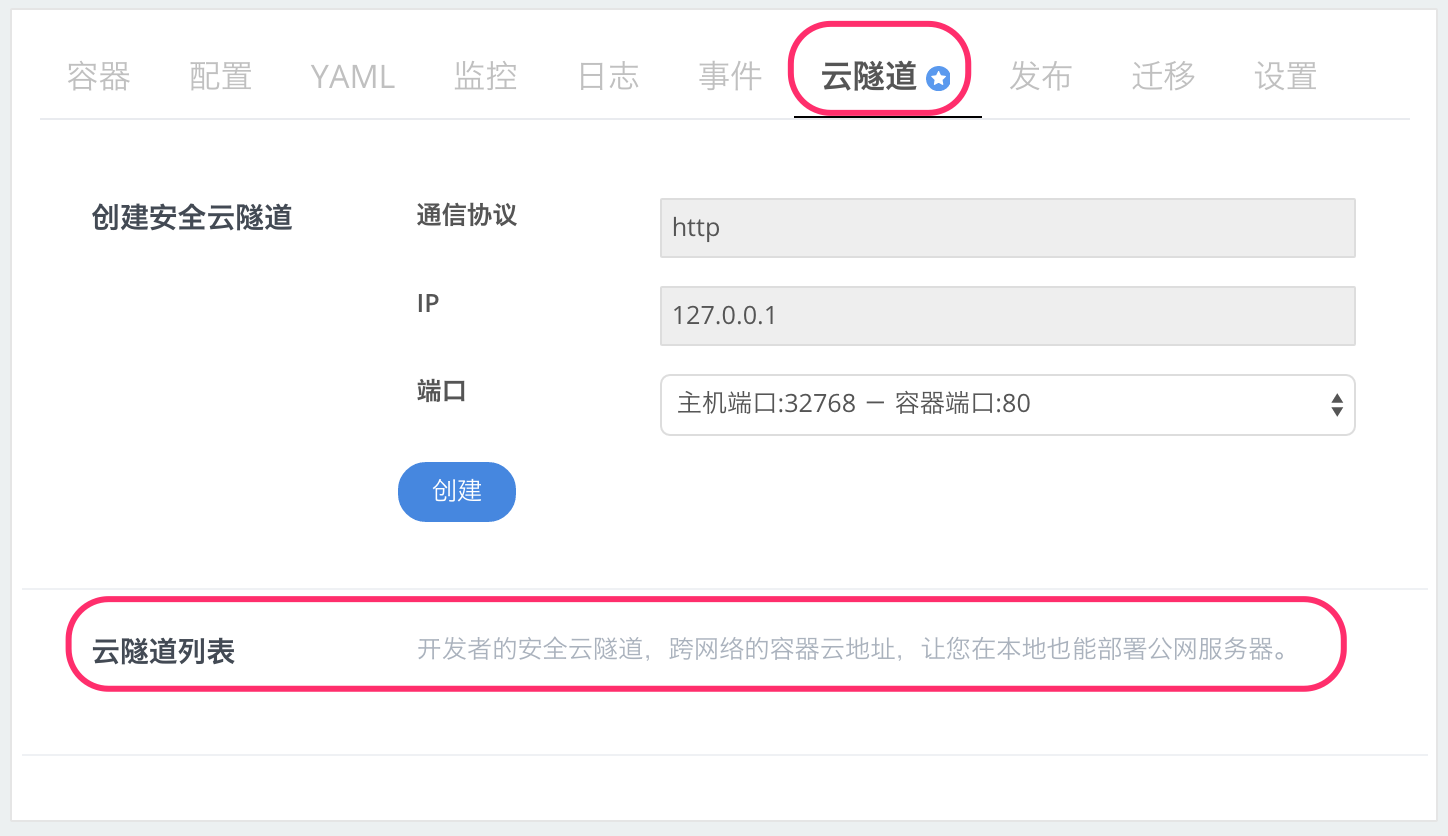 容器 配置 YAML 监控 日志 事件 云隧道 发布 迁移 设置
创建安全云隧道 通信协议 http
IP 127.0.0.1
端口 主机端口:32768 － 容器端口:80
创建
云隧道列表 开发者的安全云隧道，跨网络的容器云地址，让您在本地也能部署公网服务器。